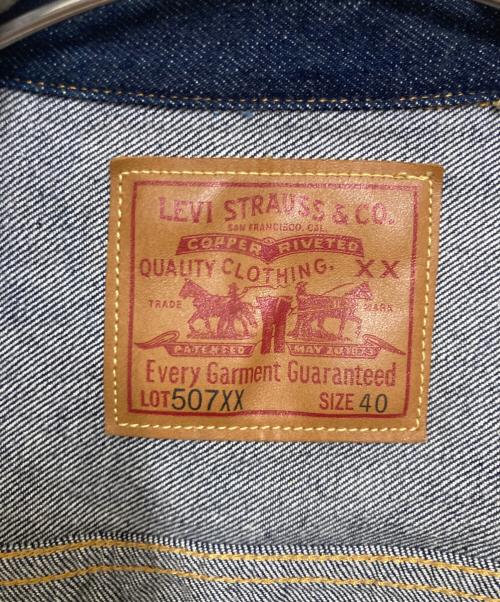 LEVI STRAUSS & CO.
SAN FRANCISCO, CAL.
COPPER RIVETED
QUALITY CLOTHING. XX
TRADE MARK
PATENTED MAY 20 1873
Every Garment Guaranteed
LOT 507XX SIZE 40